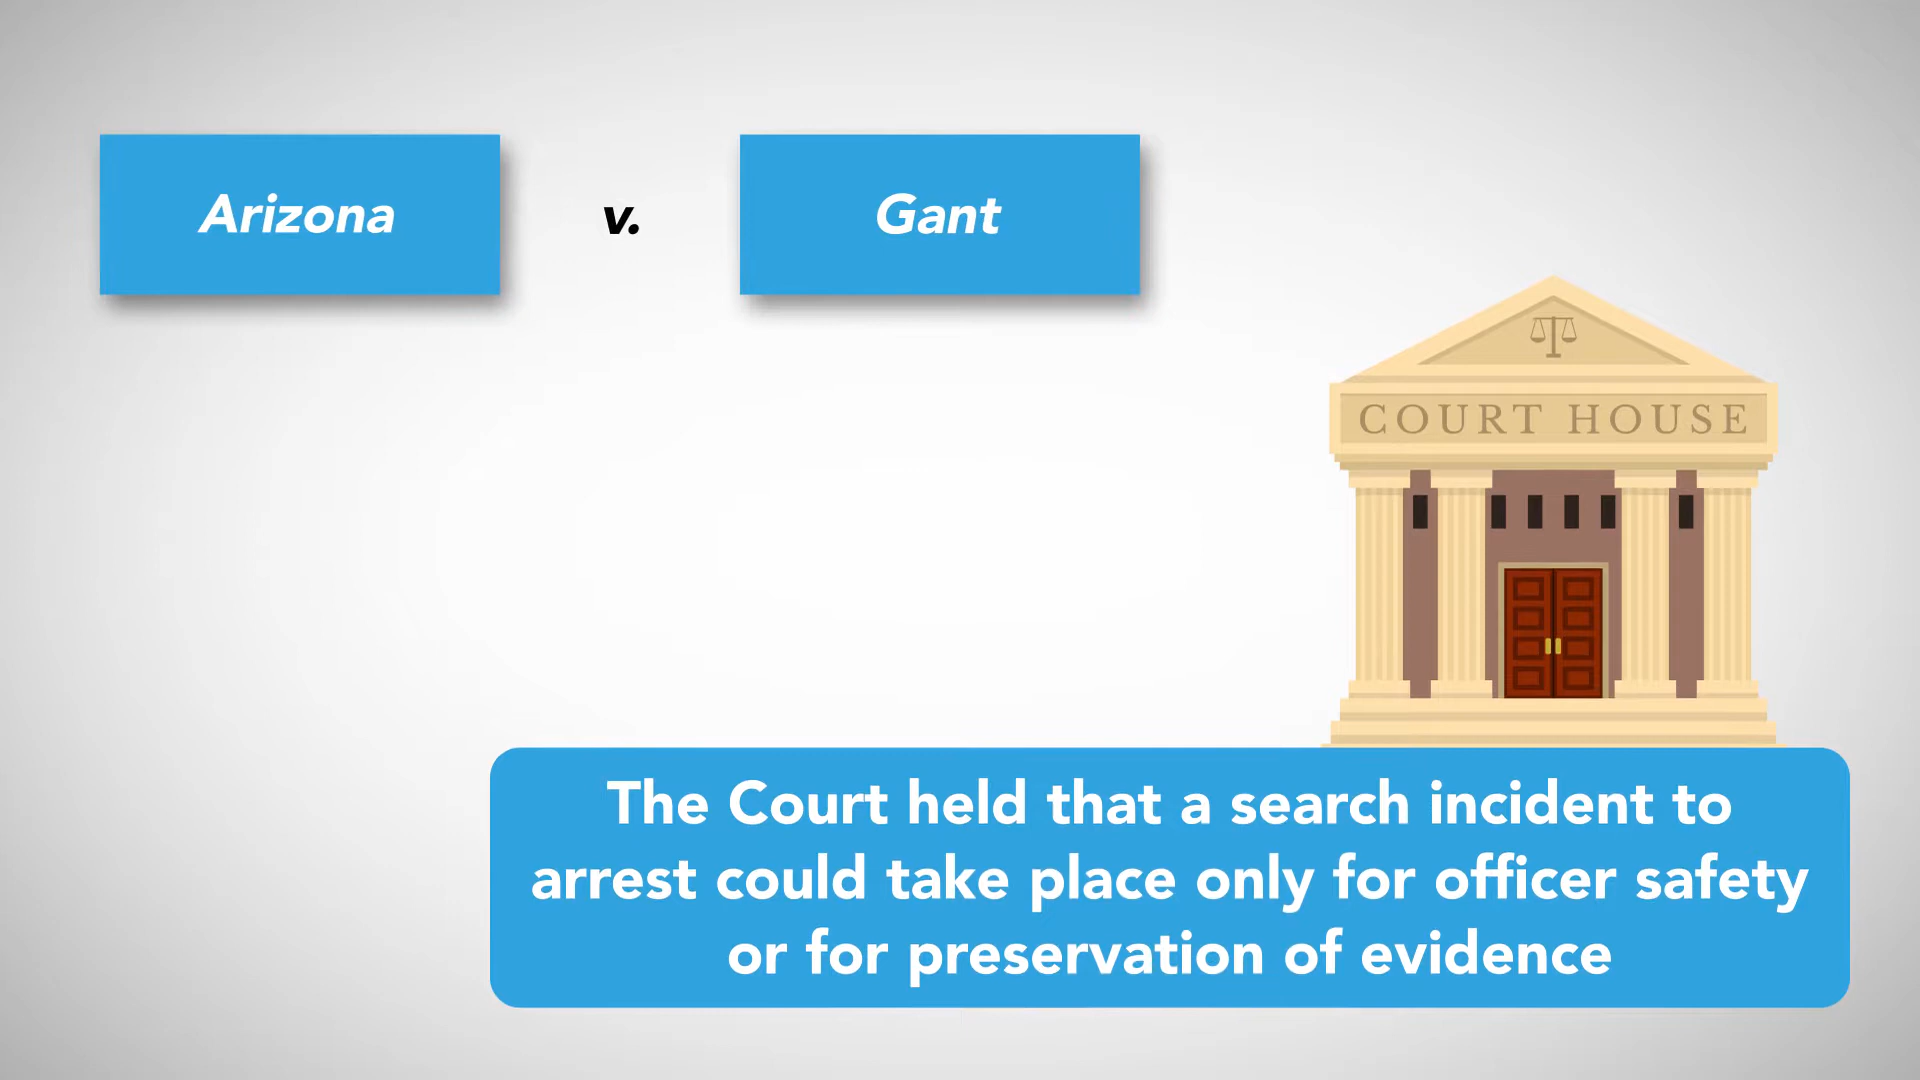 Arizona v. Gant
COURT HOUSE
The Court held that a search incident to
arrest could take place only for officer safety
or for preservation of evidence